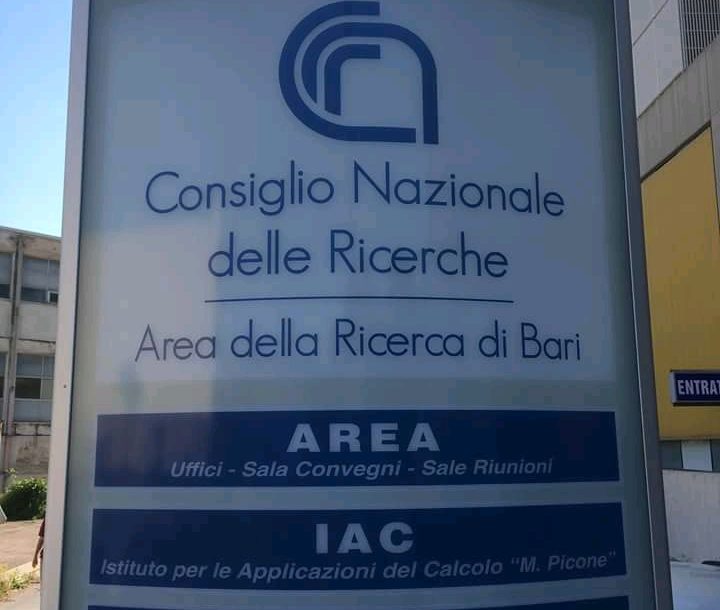 Consiglio Nazionale
delle Ricerche
Area della Ricerca di Bari
AREA
Uffici - Sala Convegni - Sale Riunioni
IAC
Istituto per le Applicazioni del Calcolo "M. Picone"